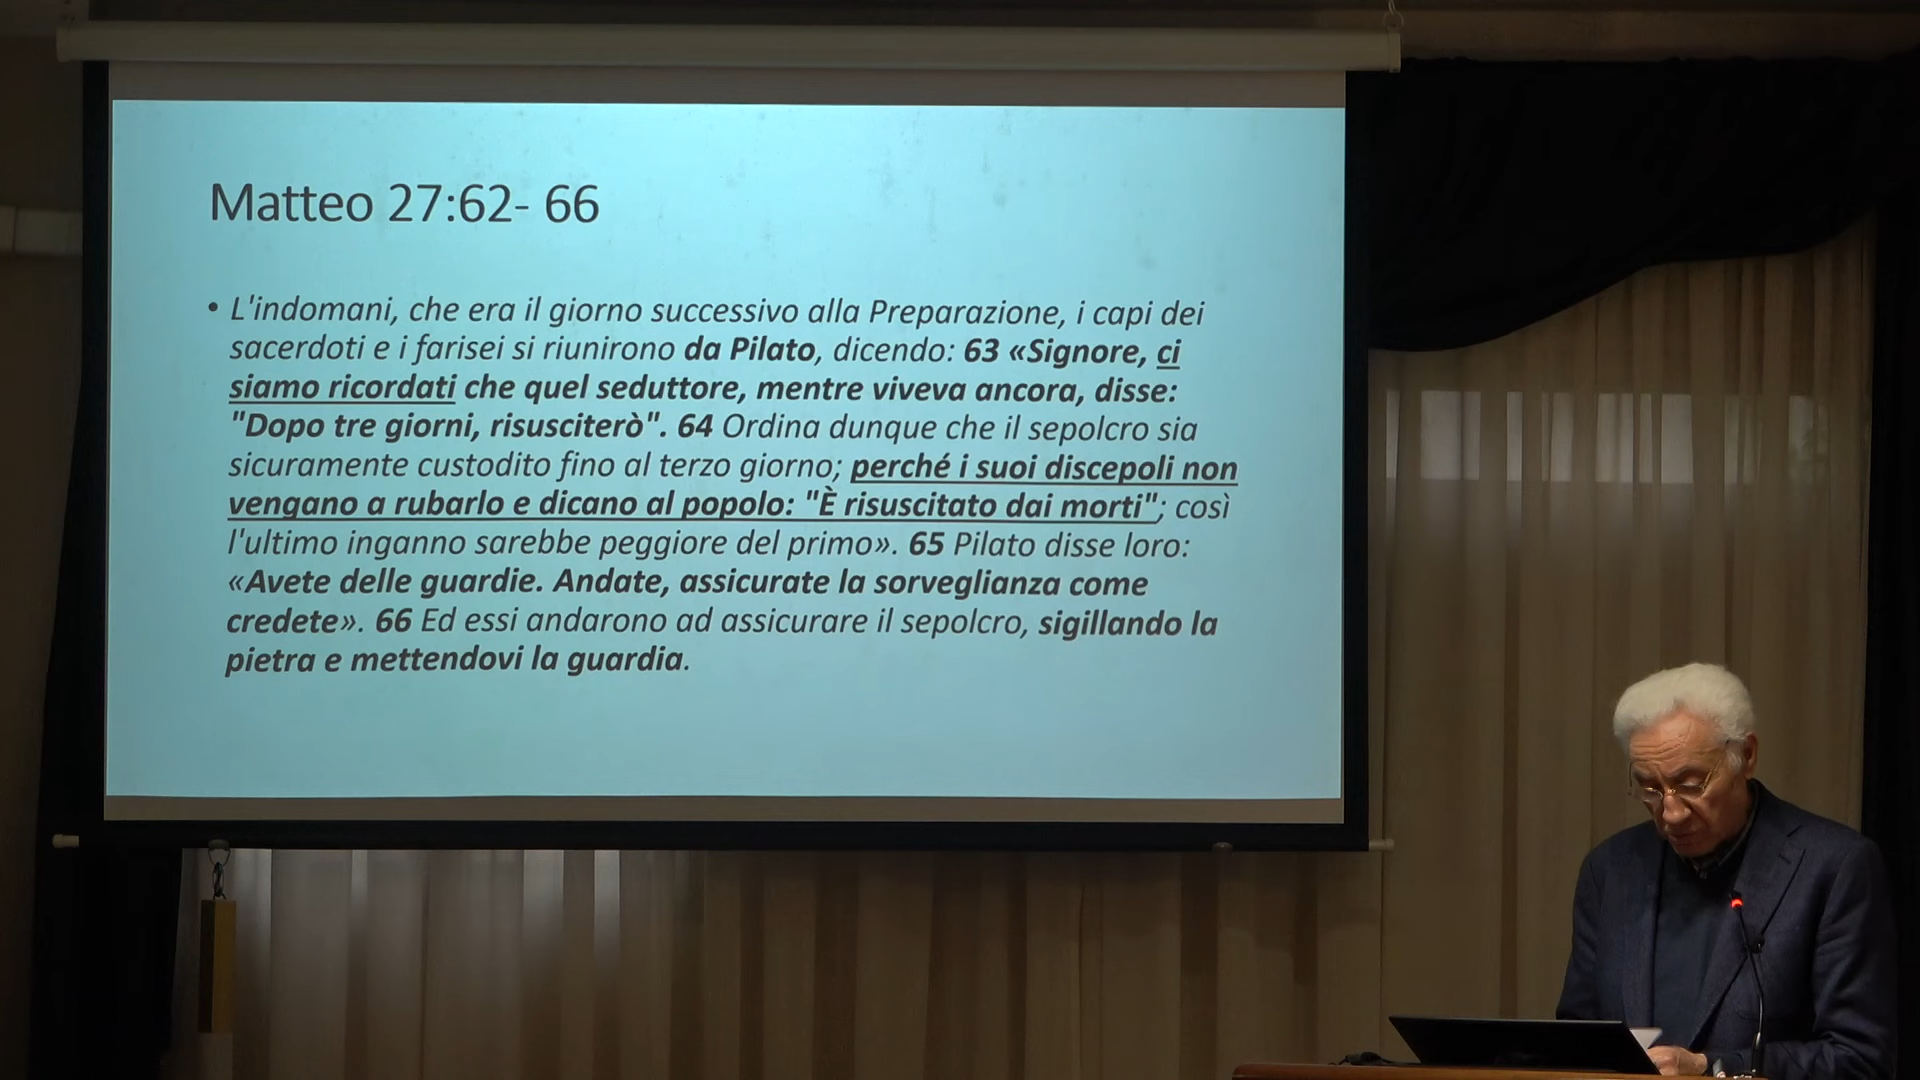 Matteo 27:62- 66
• L'indomani, che era il giorno successivo alla Preparazione, i capi dei
sacerdoti e i farisei si riunirono da Pilato, dicendo: 63 «Signore, ci
siamo ricordati che quel seduttore, mentre viveva ancora, disse:
"Dopo tre giorni, risusciterò". 64 Ordina dunque che il sepolcro sia
sicuramente custodito fino al terzo giorno; perché i suoi discepoli non
vengano a rubarlo e dicano al popolo: "È risuscitato dai morti"; così
l'ultimo inganno sarebbe peggiore del primo». 65 Pilato disse loro:
«Avete delle guardie. Andate, assicurate la sorveglianza come
credete». 66 Ed essi andarono ad assicurare il sepolcro, sigillando la
pietra e mettendovi la guardia.